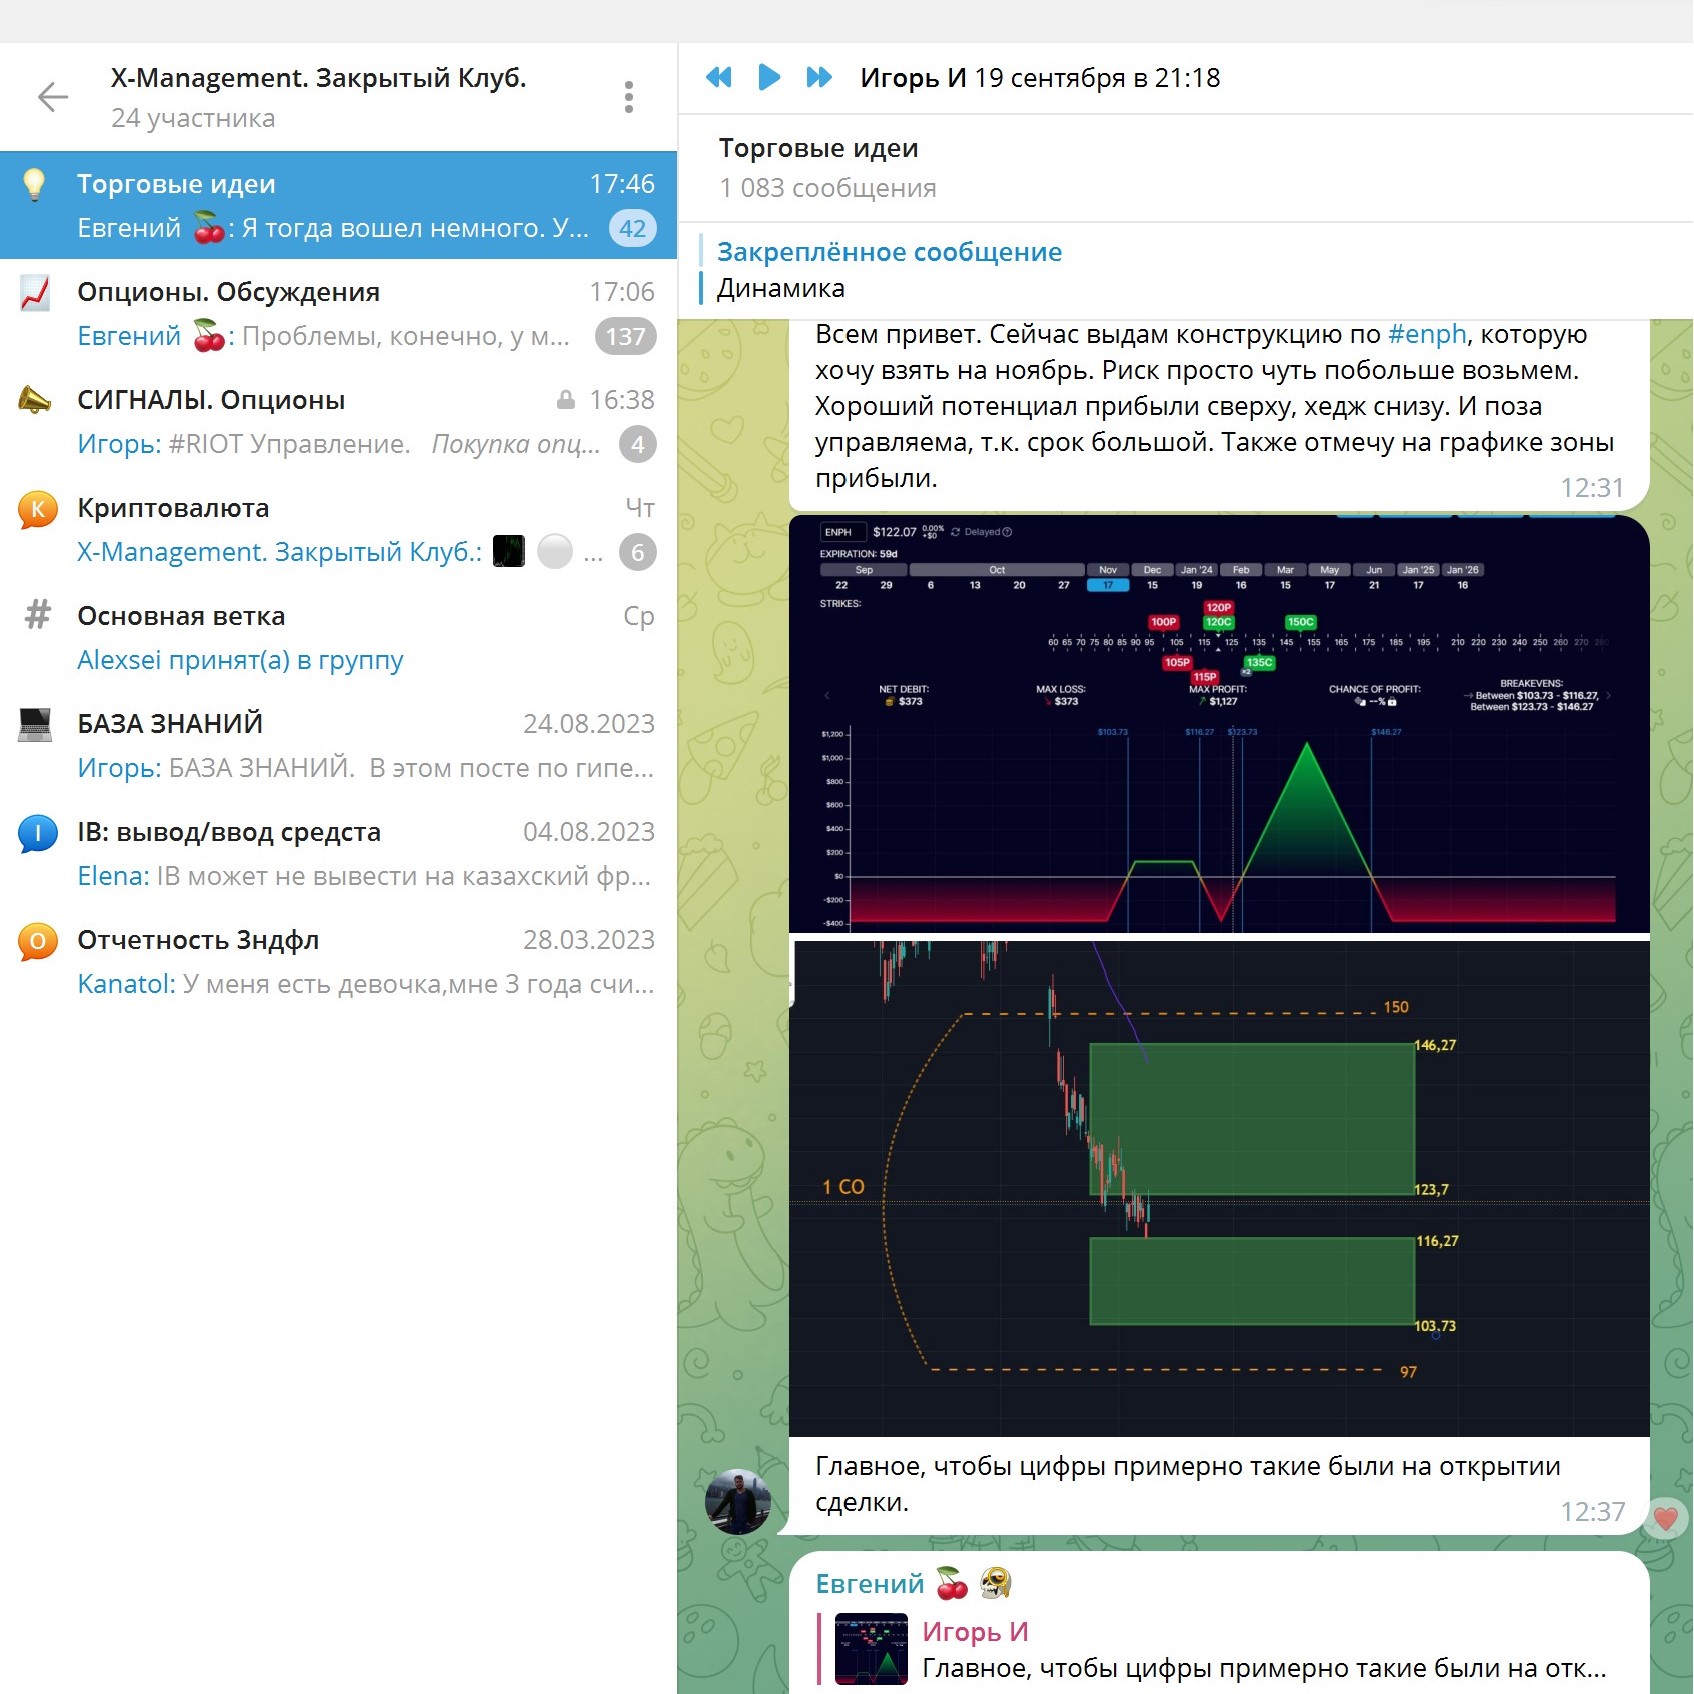 X-Management. Закрытый Клуб.
24 участника
Торговые идеи 17:46
Евгений 🍒: Я тогда вошел немного. У... 42
Опционы. Обсуждения 17:06
Евгений 🍒: Проблемы, конечно, у м... 137
СИГНАЛЫ. Опционы 16:38
Игорь: #RIOT Управление. Покупка опц... 4
К Криптовалюта Чт
X-Management. Закрытый Клуб.: ... 6
# Основная ветка Ср
Alexsei принят(а) в группу
БАЗА ЗНАНИЙ 24.08.2023
Игорь: БАЗА ЗНАНИЙ. В этом посте по гипе...
I IB: вывод/ввод средста 04.08.2023
Elena: IB может не вывести на казахский фр...
О Отчетность 3ндфл 28.03.2023
Kanatol: У меня есть девочка,мне 3 года счи...
Игорь И 19 сентября в 21:18
Торговые идеи
1 083 сообщения
Закреплённое сообщение
Динамика
Всем привет. Сейчас выдам конструкцию по #enph, которую
хочу взять на ноябрь. Риск просто чуть побольше возьмем.
Хороший потенциал прибыли сверху, хедж снизу. И поза
управляема, т.к. срок большой. Также отмечу на графике зоны
прибыли.
12:31
ENPH $122.07 0.00% +$0 Delayed
EXPIRATION: 59d
Sep Oct Nov Dec Jan '24 Feb Mar May Jun Jan '25 Jan '26
22 29 6 13 20 27 17 15 19 16 15 17 21 17 16
STRIKES:
120P
100P 120C 150C
60 65 70 75 80 85 90 95 105 115 125 135 145 155 165 175 185 195 210 220 230 240 250 260 270 280
105P 135C
x2
115P
NET DEBIT: MAX LOSS: MAX PROFIT: CHANCE OF PROFIT: BREAKEVENS:
$373 $373 $1,127 --% Between $103.73 - $116.27,
Between $123.73 - $146.27
$103.73 $116.27 $123.73 $146.27
$1,200
$1,000
$800
$600
$400
$200
$0
-$200
-$400
150
146,27
1 СО
123,7
116,27
103,73
97
Главное, чтобы цифры примерно такие были на открытии
сделки.
12:37
Евгений 🍒
Игорь И
Главное, чтобы цифры примерно такие были на отк...